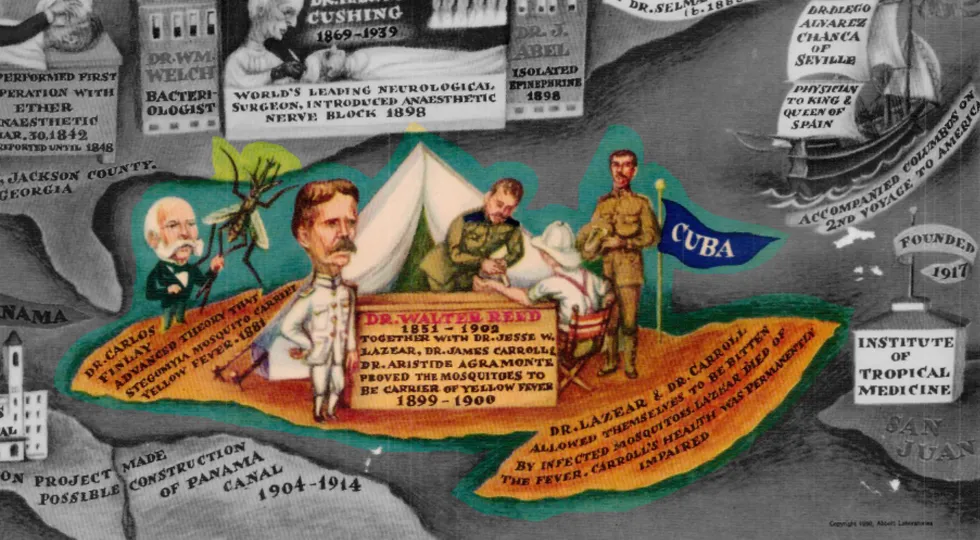 CUSHING
1869-1939
WORLD'S LEADING NEUROLOGICAL
SURGEON, INTRODUCED ANAESTHETIC
NERVE BLOCK 1898
DR. WM.
WELCH
BACTERI-
OLOGIST
DR. J.
ABEL
ISOLATED
EPINEPHRINE
1898
PERFORMED FIRST
OPERATION WITH
ETHER
ANAESTHETIC
MAR. 30, 1842
REPORTED UNTIL 1848
JACKSON COUNTY.
GEORGIA
DR. SELMA
DR. DIEGO
ALVAREZ
CHANCA
OF
SEVILLE
PHYSICIAN
TO KING &
QUEEN OF
SPAIN
ACCOMPANIED COLUMBUS ON
2ND VOYAGE TO AMERICA
CUBA
DR. CARLOS
FINLAY
ADVANCED THEORY THAT
STEGOMYIA MOSQUITO CARRIED
YELLOW FEVER-1881
DR. WALTER REED
1851 - 1902
TOGETHER WITH DR. JESSE W.
LAZEAR, DR. JAMES CARROLL &
DR. ARISTIDE AGRAMONTE
PROVED THE MOSQUITOES TO
BE CARRIER OF YELLOW FEVER
1899-1900
DR. LAZEAR & DR. CARROLL
ALLOWED THEMSELVES TO BE BITTEN
BY INFECTED MOSQUITOES. LAZEAR DIED OF
THE FEVER. CARROLL'S HEALTH WAS PERMANENTLY
IMPAIRED
FOUNDED
1917
INSTITUTE
OF
TROPICAL
MEDICINE
SAN
JUAN
NAMA
ON PROJECT MADE
POSSIBLE CONSTRUCTION
OF PANAMA
CANAL
1904-1914